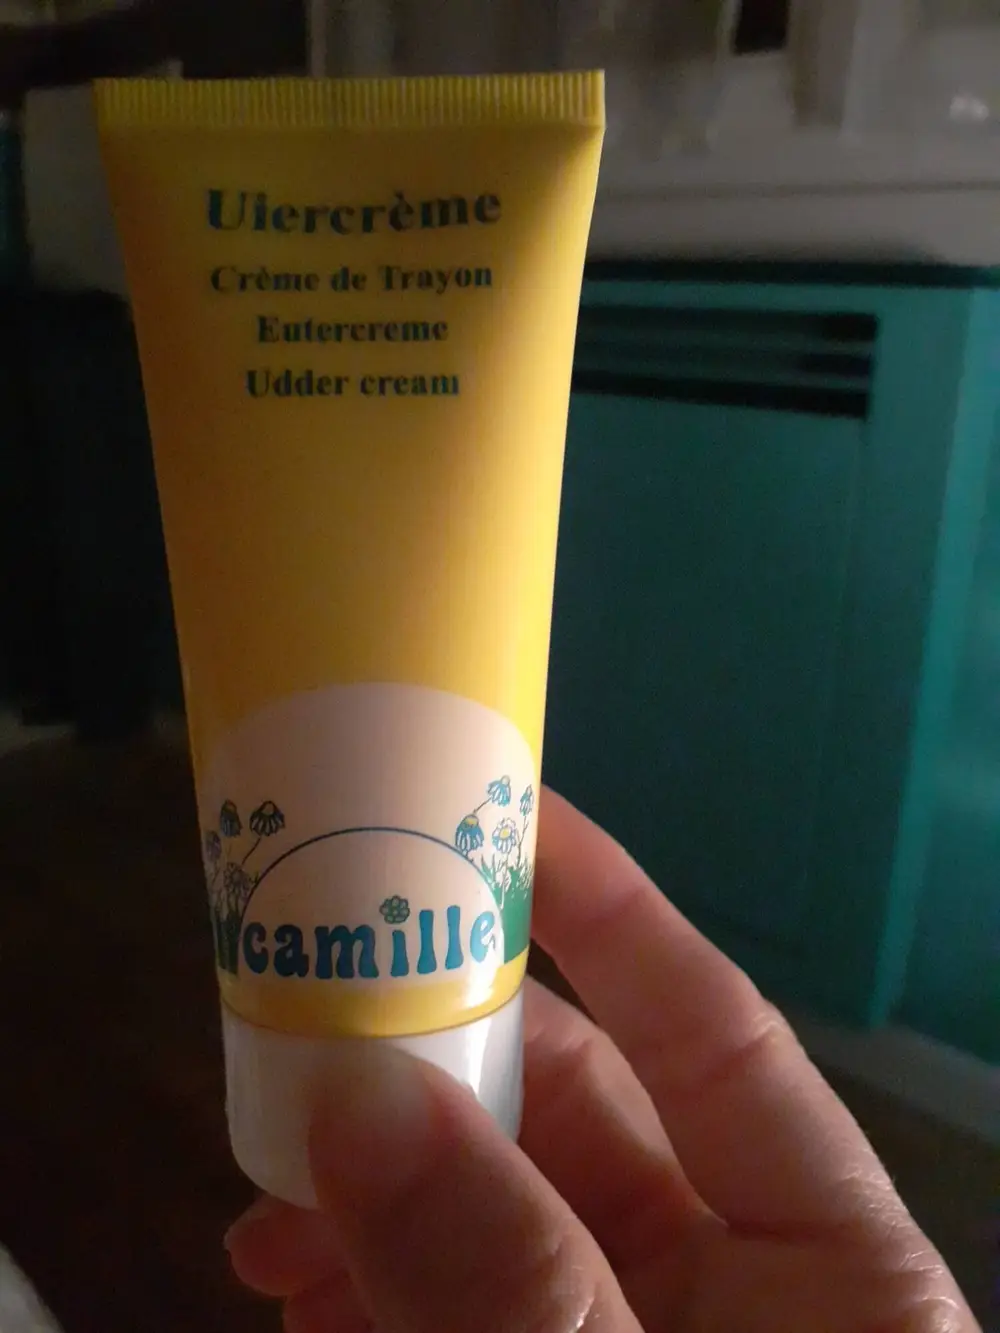 Uiercrème
Crème de Trayon
Eutercreme
Udder cream
camille